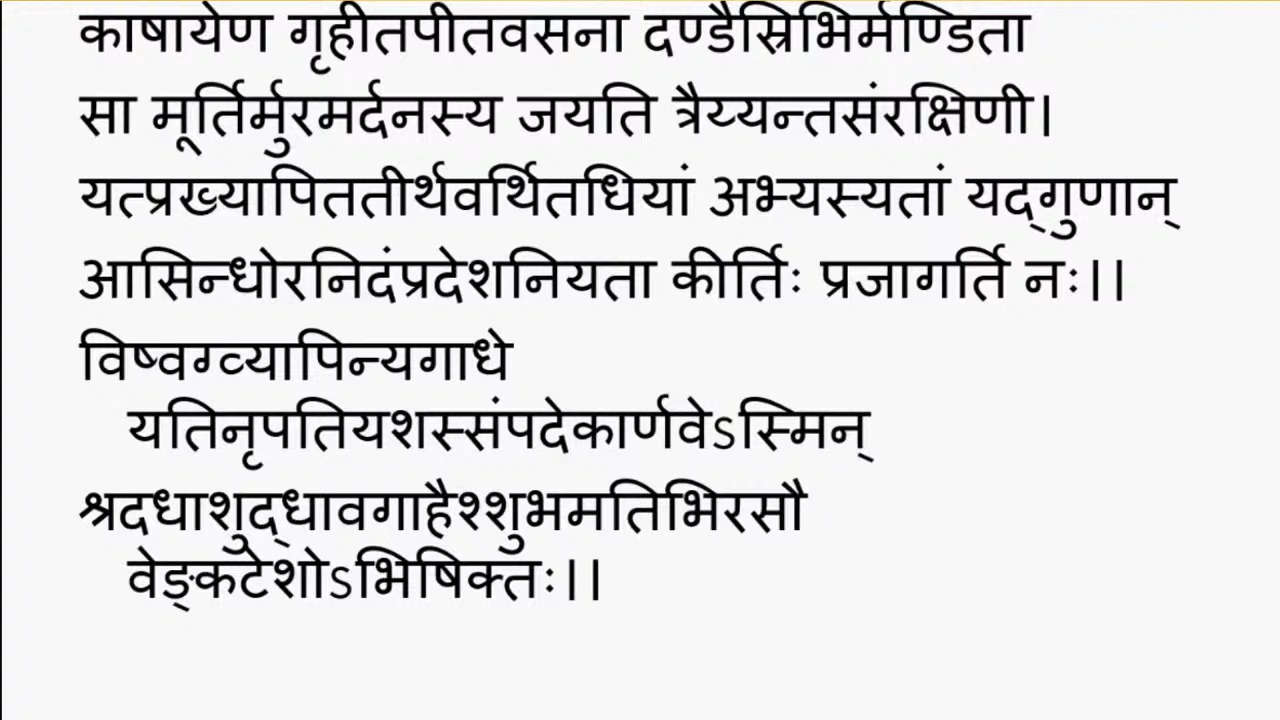 काषायेण गृहीतपीतवसना दण्डैस्रिभिर्मण्डिता
सा मूर्तिर्मुरमर्दनस्य जयति त्रैय्यन्तसंरक्षिणी।
यत्प्रख्यापिततीर्थवर्थितधियां अभ्यस्यतां यद्गुणान्
आसिन्धोरनिदंप्रदेशनियता कीर्तिः प्रजागर्ति नः।।
विष्वग्व्यापिन्यगाधे
यतिनृपतियशस्संपदेकार्णवेऽस्मिन्
श्रदधाशुद्धावगाहैश्शुभमतिभिरसौ
वेङ्कटेशोऽभिषिक्तः।।